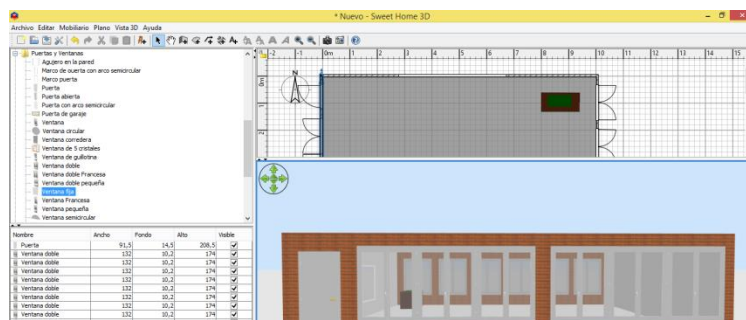 * Nuevo - Sweet Home 3D
Archivo Editar Mobiliario Plano Vista 3D Ayuda
Puertas y Ventanas
Agujero en la pared
Marco de puerta con arco semicircular
Marco puerta
Puerta
Puerta abierta
Puerta con arco semicircular
Puerta de garaje
Ventana
Ventana circular
Ventana corredera
Ventana de 5 cristales
Ventana de guillotina
Ventana doble
Ventana doble Francesa
Ventana doble pequeña
Ventana fija
Ventana Francesa
Ventana pequeña
Ventana semicircular
-2 -1 0m 1 2 3 4 5 6 7 8 9 10 11 12 13 14 15
0m
1
2
N
Nombre Ancho Fondo Alto Visible
Puerta 91,5 14,5 208,5
Ventana doble 132 10,2 174
Ventana doble 132 10,2 174
Ventana doble 132 10,2 174
Ventana doble 132 10,2 174
Ventana doble 132 10,2 174
Ventana doble 132 10,2 174
Ventana doble 132 10,2 174
Ventana doble 132 10,2 174